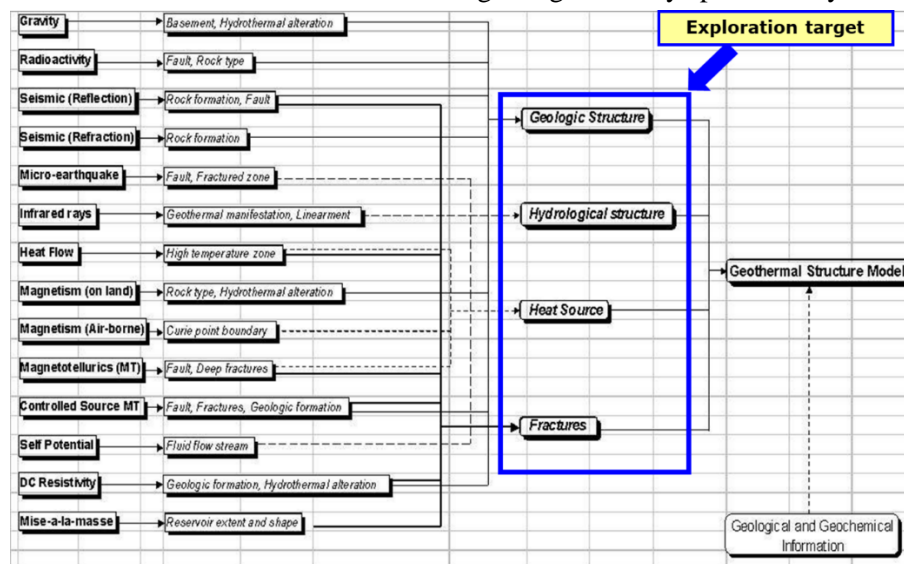 Gravity
Basement, Hydrothermal alteration
Exploration target
Radioactivity
Fault, Rock type
Seismic (Reflection)
Rock formation, Fault
Geologic Structure
Seismic (Refraction)
Rock formation
Micro-earthquake
Fault, Fractured zone
Infrared rays
Geothermal manifestation, Linearment
Hydrological structure
Heat Flow
High temperature zone
Geothermal Structure Model
Magnetism (on land)
Rock type, Hydrothermal alteration
Heat Source
Magnetism (Air-borne)
Curie point boundary
Magnetotellurics (MT)
Fault, Deep fractures
Controlled Source MT
Fault, Fractures, Geologic formation
Fractures
Self Potential
Fluid flow stream
DC Resistivity
Geologic formation, Hydrothermal alteration
Mise-a-la-masse
Reservoir extent and shape
Geological and Geochemical
Information